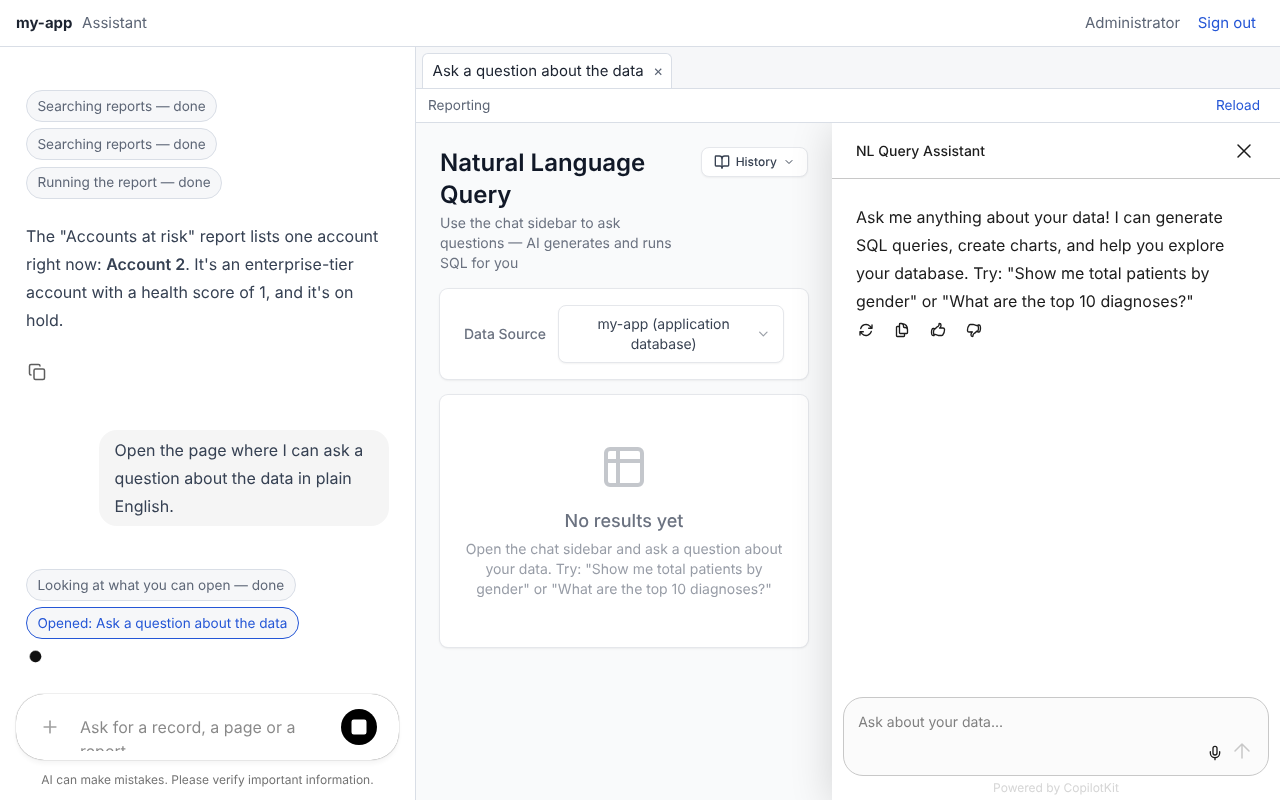 my-app Assistant
Administrator Sign out
Searching reports — done
Searching reports — done
Running the report — done
The "Accounts at risk" report lists one account
right now: Account 2. It's an enterprise-tier
account with a health score of 1, and it's on
hold.
Open the page where I can ask a
question about the data in plain
English.
Looking at what you can open — done
Opened: Ask a question about the data
Ask for a record, a page or a
report
AI can make mistakes. Please verify important information.
Ask a question about the data ×
Reporting
Reload
Natural Language
Query
History
Use the chat sidebar to ask
questions — AI generates and runs
SQL for you
Data Source
my-app (application
database)
No results yet
Open the chat sidebar and ask a question about
your data. Try: "Show me total patients by
gender" or "What are the top 10 diagnoses?"
NL Query Assistant
Ask me anything about your data! I can generate
SQL queries, create charts, and help you explore
your database. Try: "Show me total patients by
gender" or "What are the top 10 diagnoses?"
Ask about your data...
Powered by CopilotKit